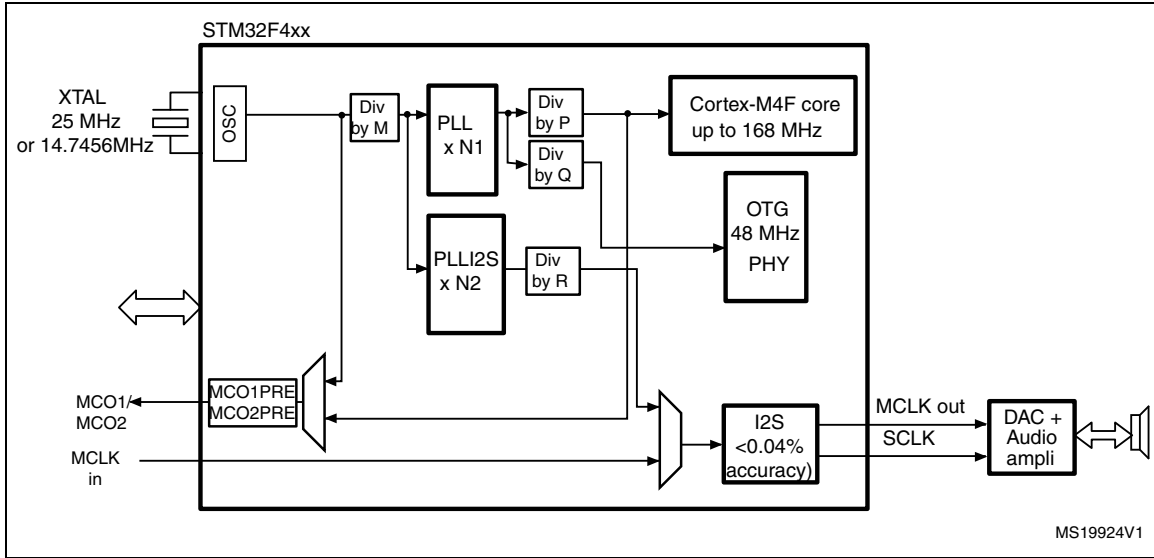 STM32F4xx
XTAL
25 MHz
or 14.7456MHz
OSC
Div
by M
PLL
x N1
Div
by P
Div
by Q
Cortex-M4F core
up to 168 MHz
OTG
48 MHz
PHY
PLLI2S
x N2
Div
by R
MCO1/
MCO2
MCO1PRE
MCO2PRE
MCLK
in
I2S
<0.04%
accuracy)
MCLK out
SCLK
DAC +
Audio
ampli
MS19924V1